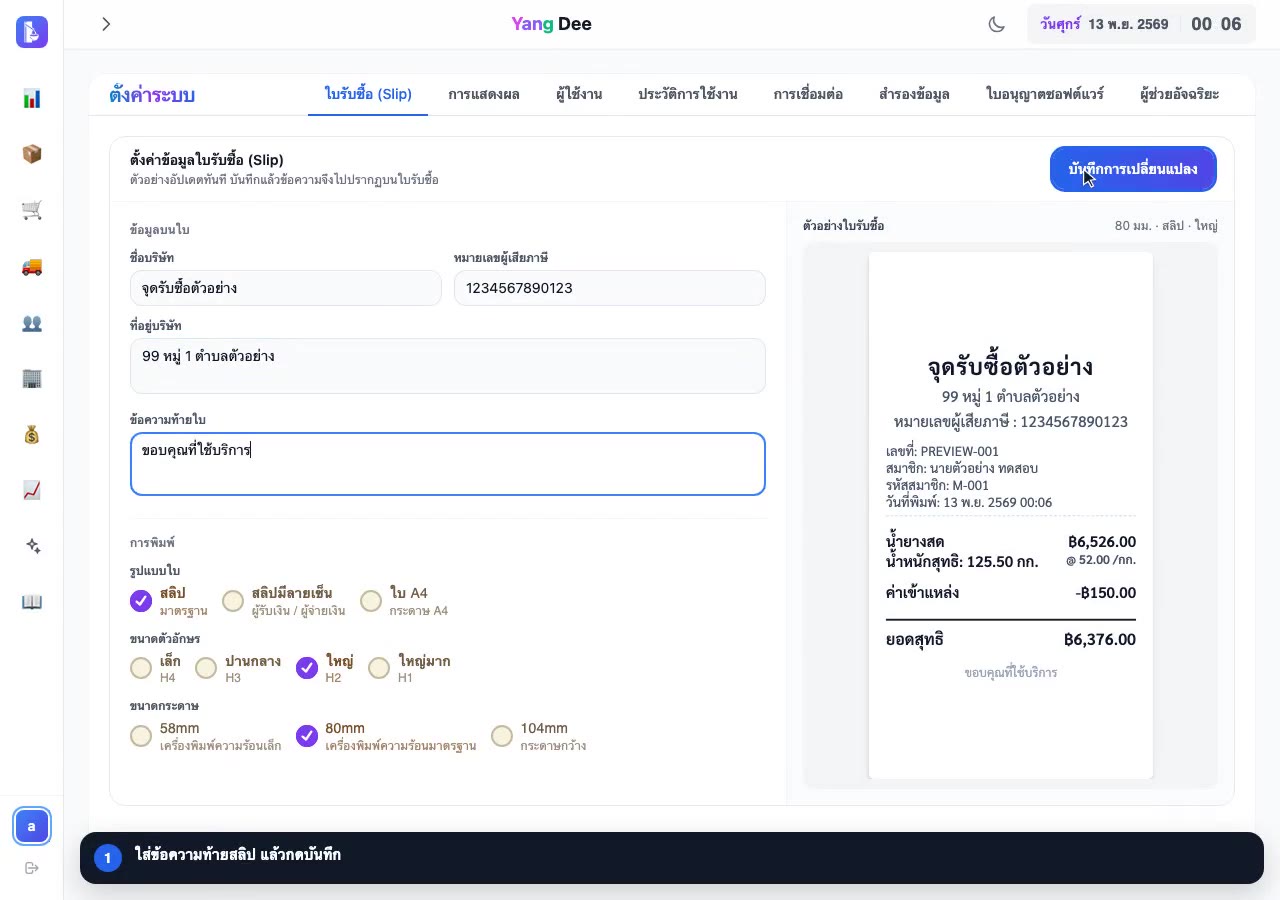 Yang Dee
วันศุกร์ 13 พ.ย. 2569 00 06
ตั้งค่าระบบ
ใบรับซื้อ (Slip)
การแสดงผล
ผู้ใช้งาน
ประวัติการใช้งาน
การเชื่อมต่อ
สำรองข้อมูล
ใบอนุญาตซอฟต์แวร์
ผู้ช่วยอัจฉริยะ
ตั้งค่าข้อมูลใบรับซื้อ (Slip)
ตัวอย่างอัปเดตทันที บันทึกแล้วข้อความจึงไปปรากฏบนใบรับซื้อ
บันทึกการเปลี่ยนแปลง
ข้อมูลบนใบ
ชื่อบริษัท
จุดรับซื้อตัวอย่าง
หมายเลขผู้เสียภาษี
1234567890123
ที่อยู่บริษัท
99 หมู่ 1 ตำบลตัวอย่าง
ข้อความท้ายใบ
ขอบคุณที่ใช้บริการ
การพิมพ์
รูปแบบใบ
สลิป
มาตรฐาน
สลิปมีลายเซ็น
ผู้รับเงิน / ผู้จ่ายเงิน
ใบ A4
กระดาษ A4
ขนาดตัวอักษร
เล็ก
H4
ปานกลาง
H3
ใหญ่
H2
ใหญ่มาก
H1
ขนาดกระดาษ
58mm
เครื่องพิมพ์ความร้อนเล็ก
80mm
เครื่องพิมพ์ความร้อนมาตรฐาน
104mm
กระดาษกว้าง
ตัวอย่างใบรับซื้อ
80 มม. · สลิป · ใหญ่
จุดรับซื้อตัวอย่าง
99 หมู่ 1 ตำบลตัวอย่าง
หมายเลขผู้เสียภาษี : 1234567890123
เลขที่: PREVIEW-001
สมาชิก: นายตัวอย่าง ทดสอบ
รหัสสมาชิก: M-001
วันที่พิมพ์: 13 พ.ย. 2569 00:06
น้ำยางสด ฿6,526.00
น้ำหนักสุทธิ: 125.50 กก. @ 52.00 /กก.
ค่าเข้าแหล่ง -฿150.00
ยอดสุทธิ ฿6,376.00
ขอบคุณที่ใช้บริการ
a
1 ใส่ข้อความท้ายสลิป แล้วกดบันทึก